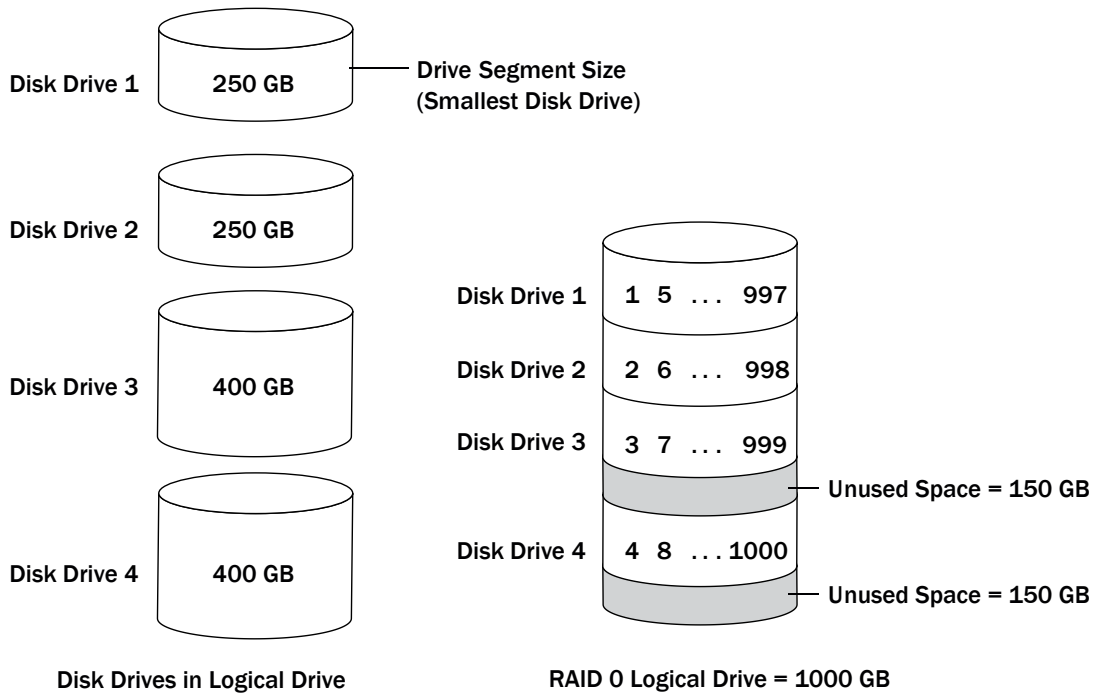 Disk Drive 1
250 GB
Drive Segment Size
(Smallest Disk Drive)
Disk Drive 2
250 GB
Disk Drive 3
400 GB
Disk Drive 4
400 GB
Disk Drives in Logical Drive
Disk Drive 1
1 5 ... 997
Disk Drive 2
2 6 ... 998
Disk Drive 3
3 7 ... 999
Unused Space = 150 GB
Disk Drive 4
4 8 ... 1000
Unused Space = 150 GB
RAID 0 Logical Drive = 1000 GB